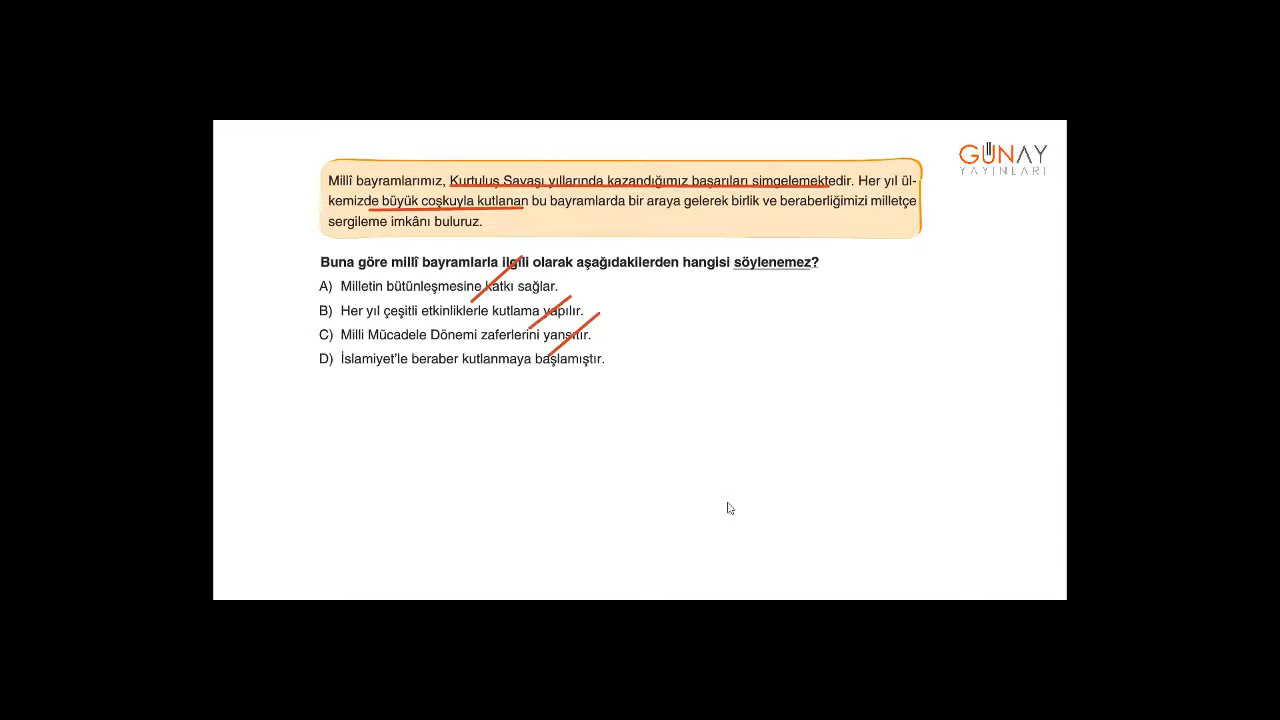 GÜNAY
YAYINLARI
Millî bayramlarımız, Kurtuluş Savaşı yıllarında kazandığımız başarıları simgelemektedir. Her yıl ül-
kemizde büyük coşkuyla kutlanan bu bayramlarda bir araya gelerek birlik ve beraberliğimizi milletçe
sergileme imkânı buluruz.
Buna göre millî bayramlarla ilgili olarak aşağıdakilerden hangisi söylenemez?
A) Milletin bütünleşmesine katkı sağlar.
B) Her yıl çeşitli etkinliklerle kutlama yapılır.
C) Milli Mücadele Dönemi zaferlerini yansıtır.
D) İslamiyet'le beraber kutlanmaya başlamıştır.